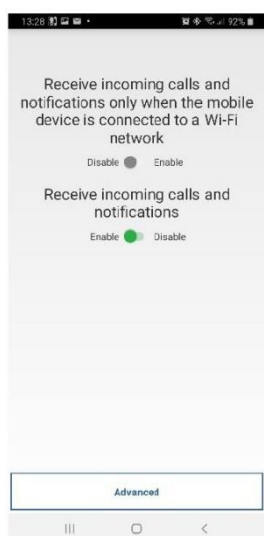 13:28
92%
Receive incoming calls and
notifications only when the mobile
device is connected to a Wi-Fi
network
Disable Enable
Receive incoming calls and
notifications
Enable Disable
Advanced